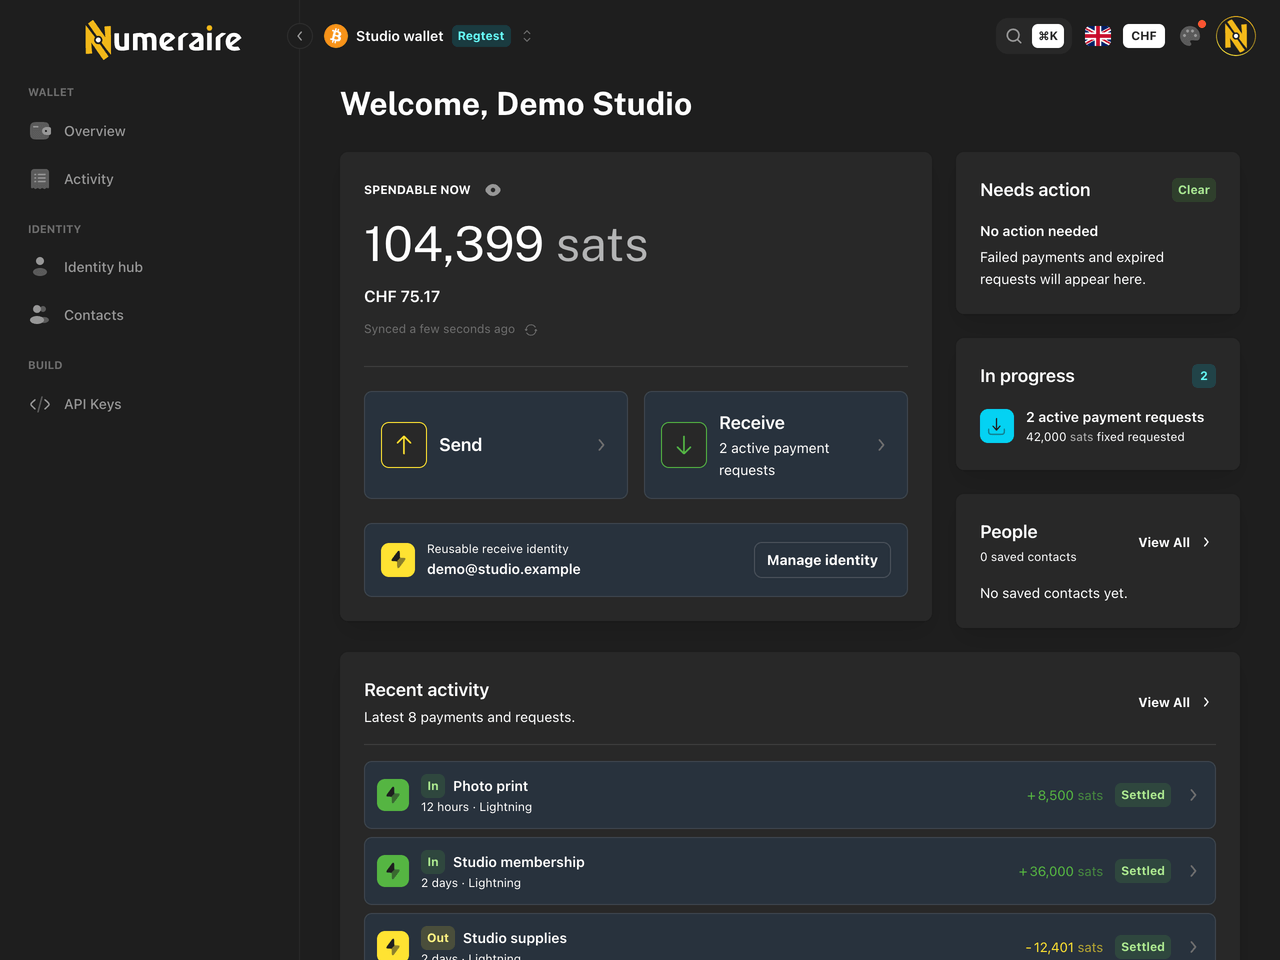 Numeraire
Studio wallet Regtest
⌘K
CHF
WALLET
Overview
Activity
IDENTITY
Identity hub
Contacts
BUILD
API Keys
Welcome, Demo Studio
SPENDABLE NOW
104,399 sats
CHF 75.17
Synced a few seconds ago
Send
Receive
2 active payment
requests
Reusable receive identity
demo@studio.example
Manage identity
Needs action
Clear
No action needed
Failed payments and expired
requests will appear here.
In progress
2
2 active payment requests
42,000 sats fixed requested
People
0 saved contacts
View All
No saved contacts yet.
Recent activity
Latest 8 payments and requests.
View All
In Photo print
12 hours · Lightning
+8,500 sats Settled
In Studio membership
2 days · Lightning
+36,000 sats Settled
Out Studio supplies
2 days · Lightning
-12,401 sats Settled